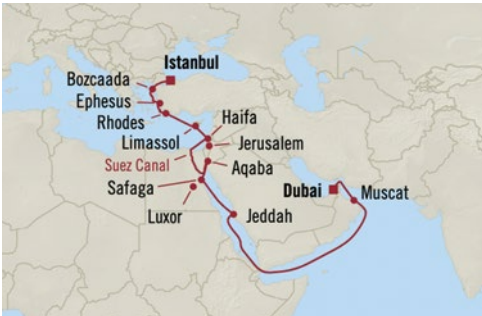 Istanbul
Bozcaada
Ephesus
Rhodes
Haifa
Limassol
Jerusalem
Suez Canal
Aqaba
Safaga
Dubai
Muscat
Luxor
Jeddah